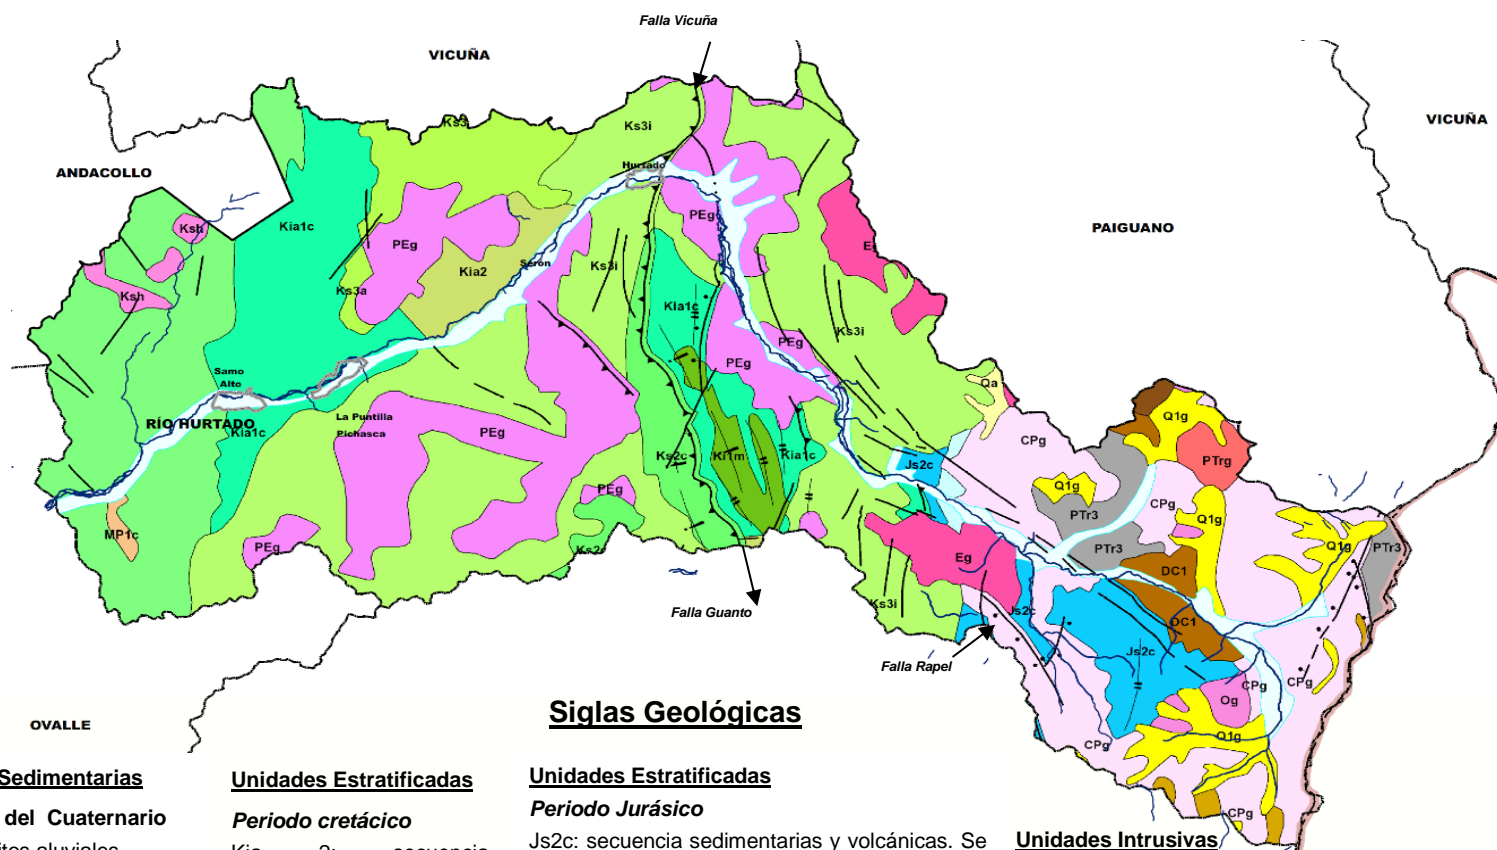 Falla Vicuña
VICUÑA
VICUÑA
ANDACOLLO
PAIGUANO
Ks3
Ks3i
Hurtado
Ksh
Kia1c
PEg
PEg
Kia2
Serón
Ks3i
Ksh
Ks3a
Kia1c
Ks3i
PEg
PEg
Samo
Alto
Qa
RÍO HURTADO
La Puntilla
Pichasca
Kia1c
PEg
Ks2c
Ki1m
Kia1c
Js2c
CPg
Q1g
PTrg
PEg
Q1g
CPg
PTr3
Q1g
MP1c
PEg
PTr3
Q1g
PTr3
Eg
DC1
Falla Guanto
Ks3i
Js2c
DC1
Js2c
Falla Rapel
CPg
CPg
Og
Q1g
CPg
CPg
OVALLE
Siglas Geológicas
Sedimentarias
del Cuaternario
Unidades Estratificadas
Periodo cretácico
Unidades Estratificadas
Periodo Jurásico
Js2c: secuencia sedimentarias y volcánicas. Se
Unidades Intrusivas